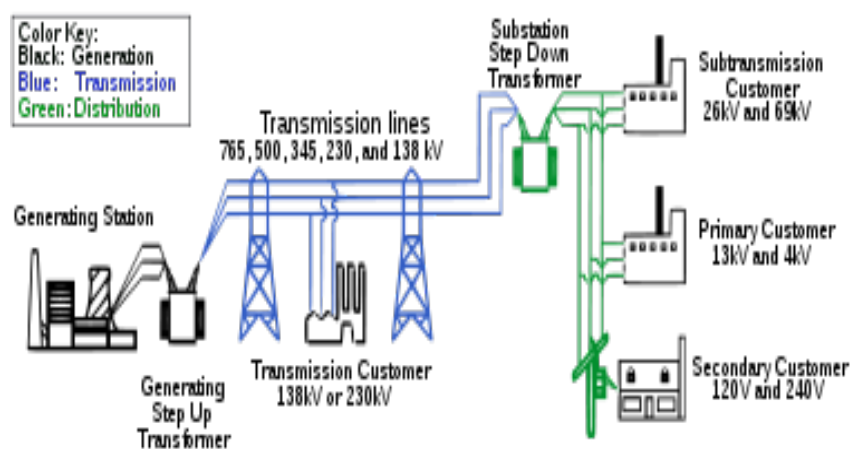 Color Key:
Black: Generation
Blue: Transmission
Green: Distribution
Substation
Step Down
Transformer
Subtransmission
Customer
26kV and 69kV
Transmission lines
765, 500, 345, 230, and 138 kV
Generating Station
Primary Customer
13kV and 4kV
Transmission Customer
138kV or 230kV
Generating
Step Up
Transformer
Secondary Customer
120V and 240V